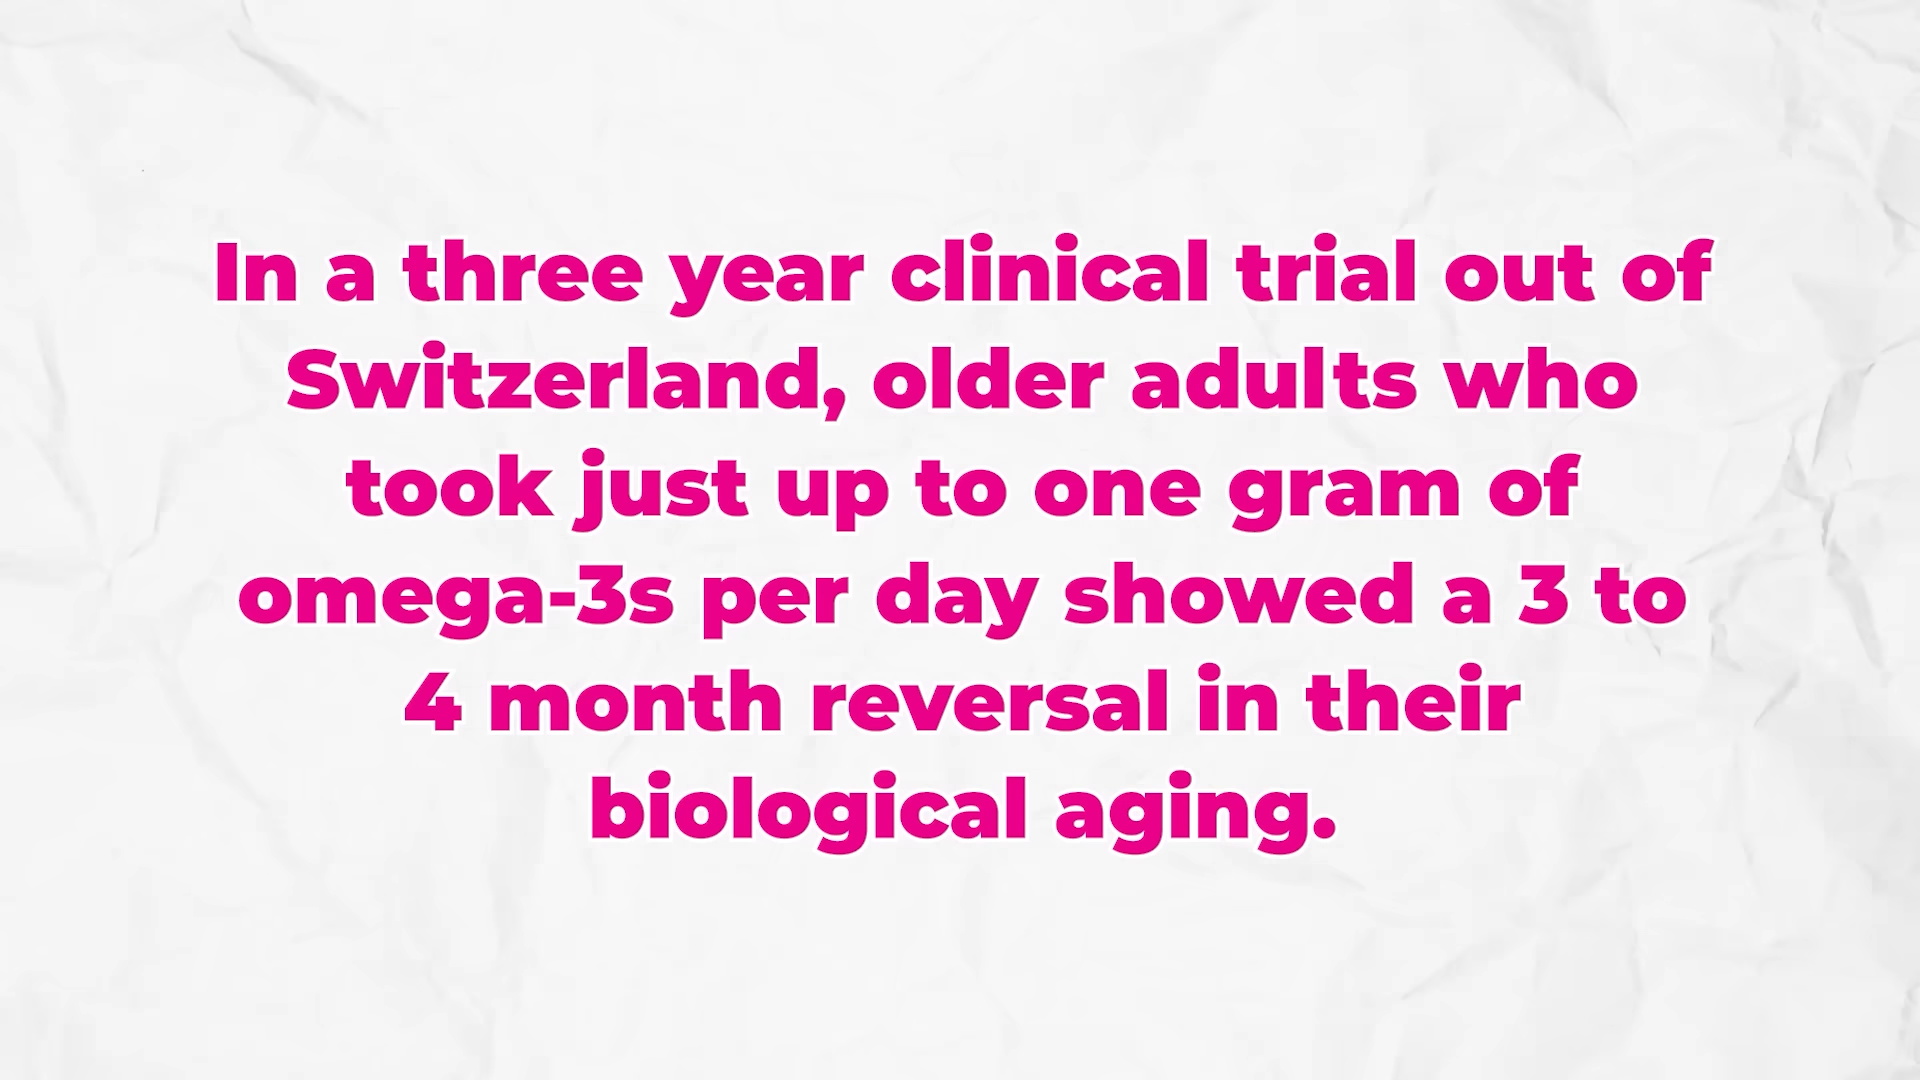 In a three year clinical trial out of
Switzerland, older adults who
took just up to one gram of
omega-3s per day showed a 3 to
4 month reversal in their
biological aging.